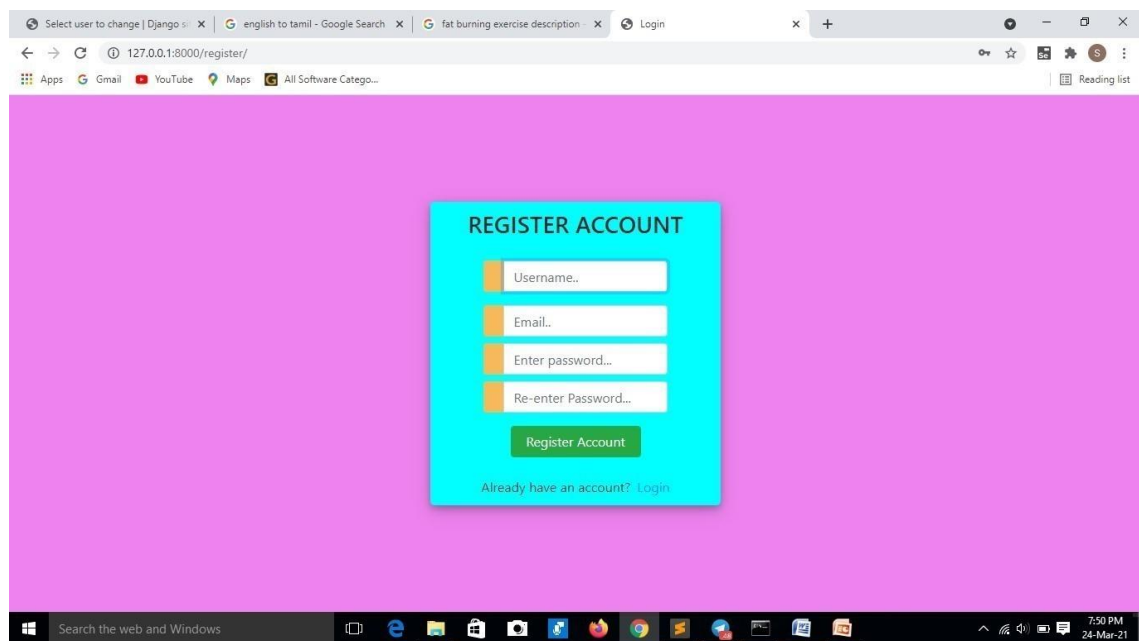 Select user to change | Django si
english to tamil - Google Search
fat burning exercise description -
Login
127.0.0.1:8000/register/
Se
S
Apps
Gmail
YouTube
Maps
All Software Catego...
Reading list
REGISTER ACCOUNT
Username..
Email..
Enter password...
Re-enter Password...
Register Account
Already have an account? Login
Search the web and Windows
7:50 PM
24-Mar-21